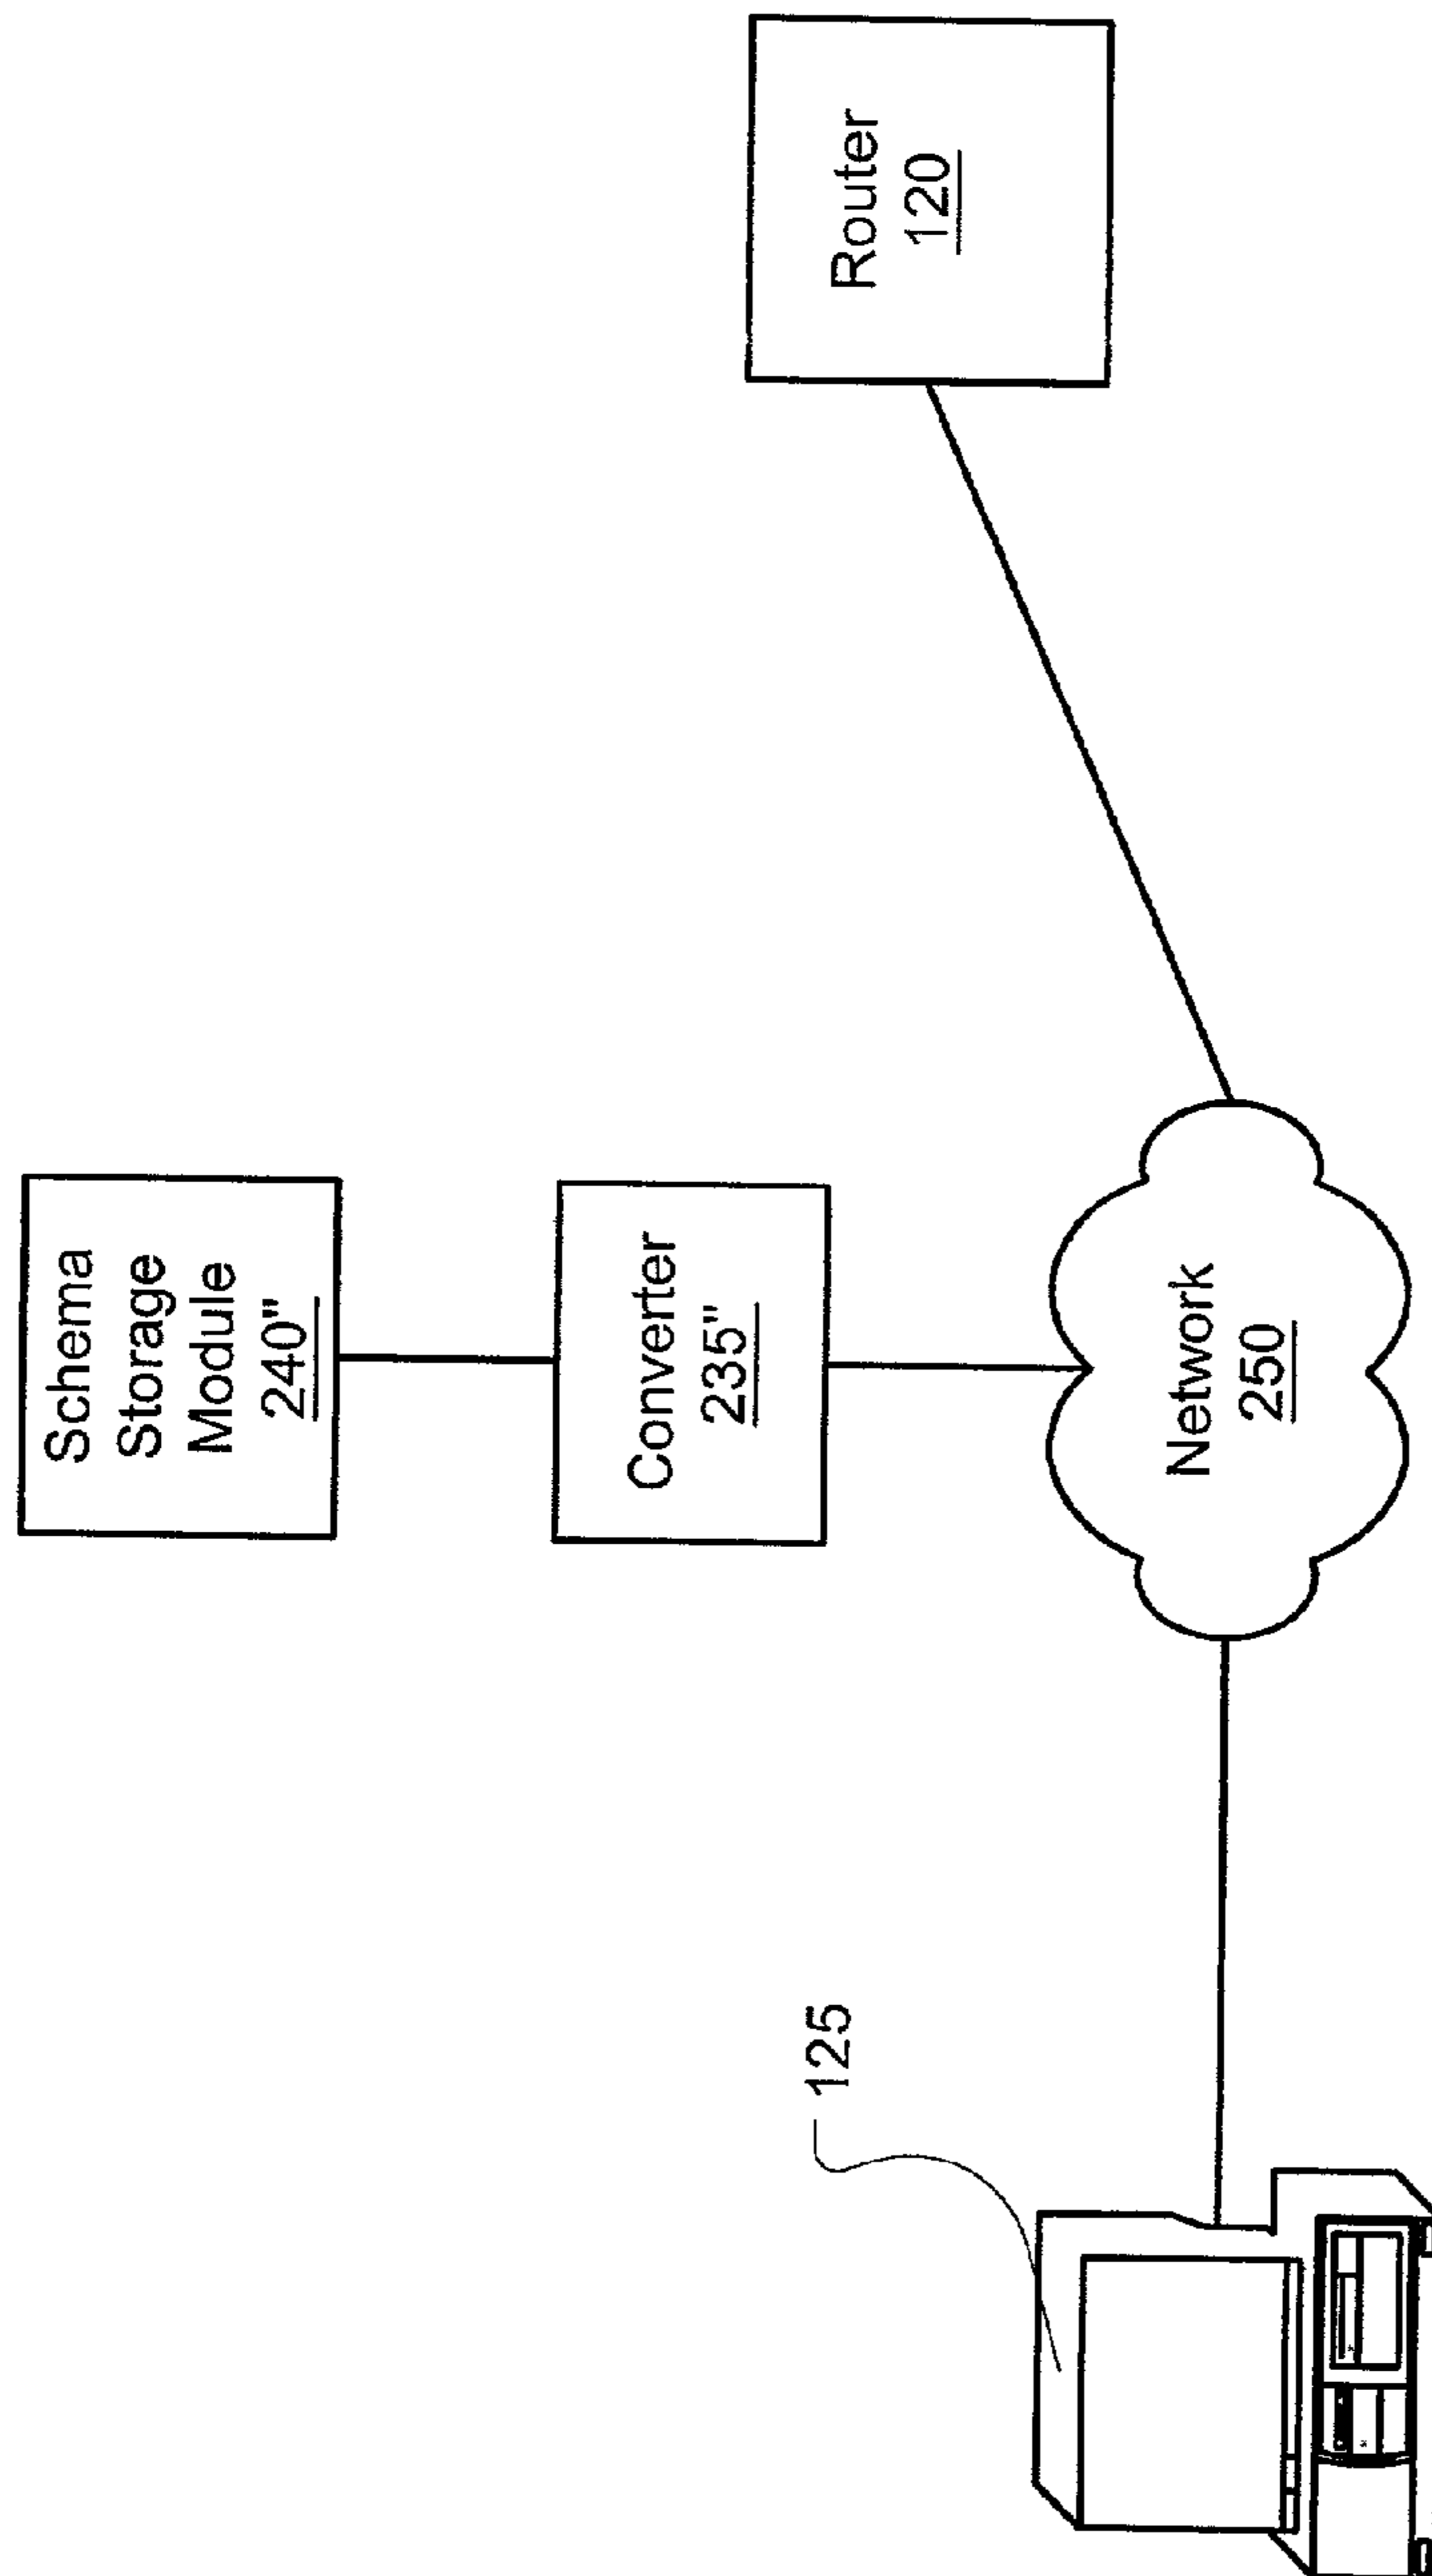 Schema
Storage
Module
240"
Converter
235"
Router
120
125
Network
250